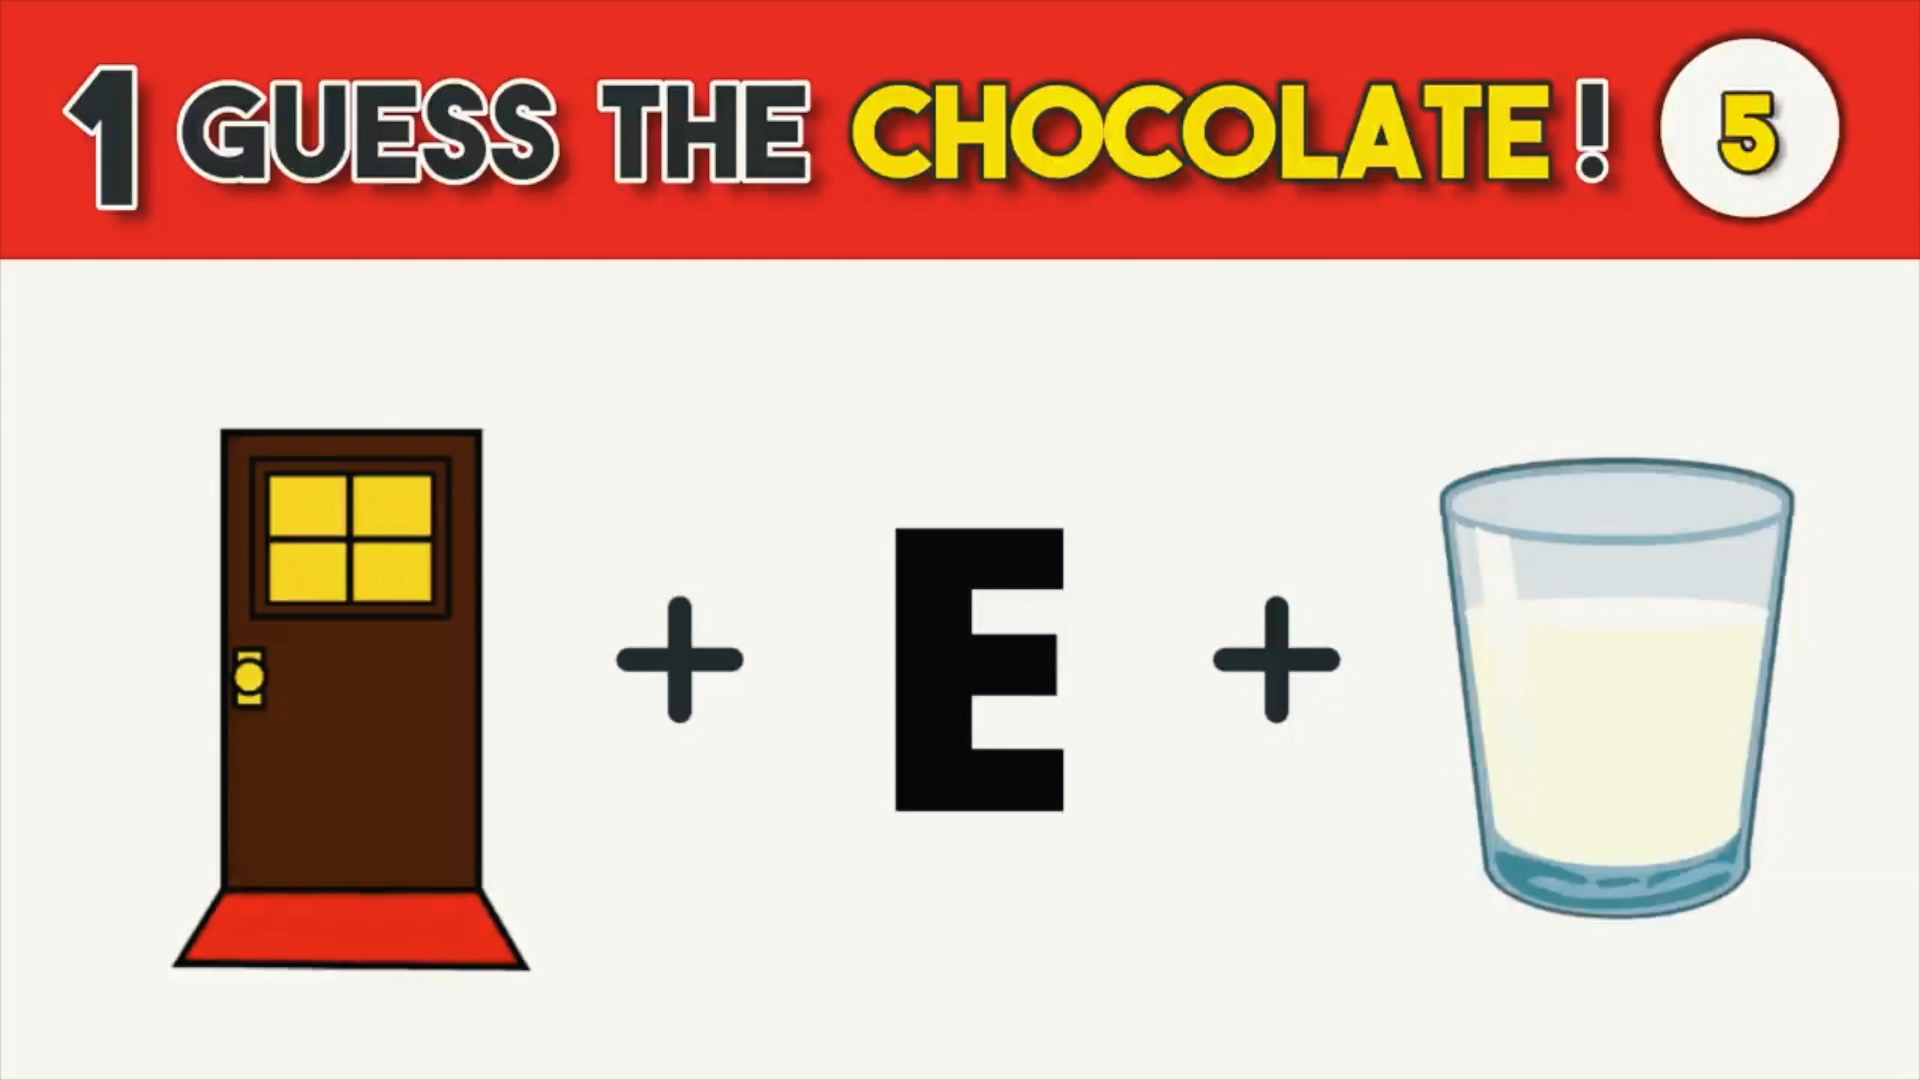 1 GUESS THE CHOCOLATE! 5
+ E +